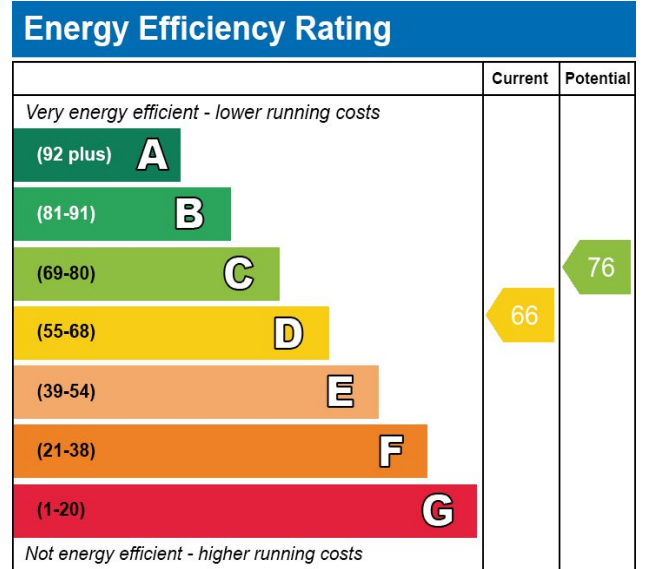 Energy Efficiency Rating
Current Potential
Very energy efficient - lower running costs
(92 plus) A
(81-91) B
(69-80) C
76
(55-68) D
66
(39-54) E
(21-38) F
(1-20) G
Not energy efficient - higher running costs